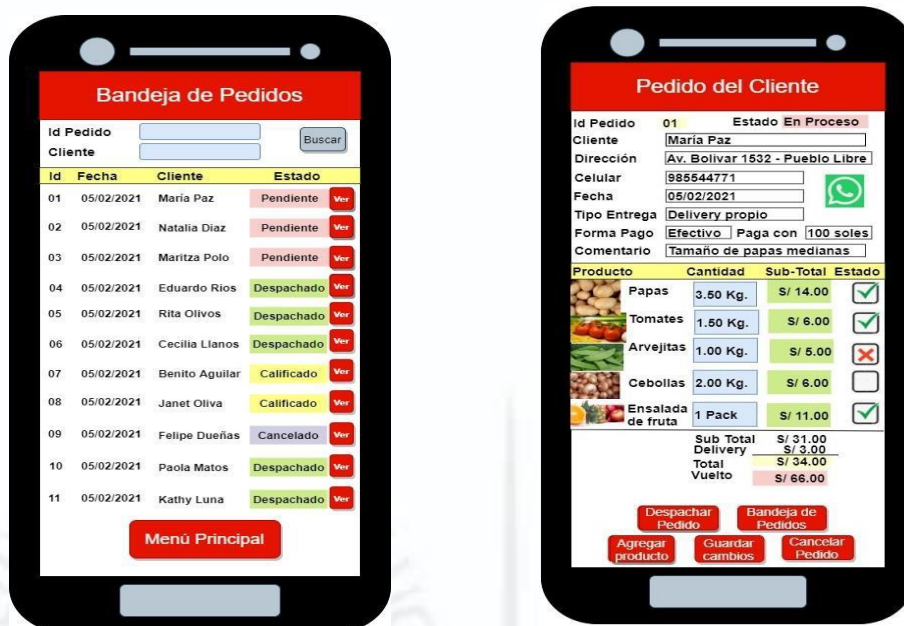 Bandeja de Pedidos
Id Pedido
Buscar
Cliente
Id Fecha Cliente Estado
01 05/02/2021 María Paz Pendiente Ver
02 05/02/2021 Natalia Diaz Pendiente Ver
03 05/02/2021 Maritza Polo Pendiente Ver
04 05/02/2021 Eduardo Rios Despachado Ver
05 05/02/2021 Rita Olivos Despachado Ver
06 05/02/2021 Cecilia Llanos Despachado Ver
07 05/02/2021 Benito Aguilar Calificado Ver
08 05/02/2021 Janet Oliva Calificado Ver
09 05/02/2021 Felipe Dueñas Cancelado Ver
10 05/02/2021 Paola Matos Despachado Ver
11 05/02/2021 Kathy Luna Despachado Ver
Menú Principal
Pedido del Cliente
Id Pedido 01 Estado En Proceso
Cliente María Paz
Dirección Av. Bolivar 1532 - Pueblo Libre
Celular 985544771
Fecha 05/02/2021
Tipo Entrega Delivery propio
Forma Pago Efectivo Paga con 100 soles
Comentario Tamaño de papas medianas
Producto Cantidad Sub-Total Estado
Papas 3.50 Kg. S/ 14.00
Tomates 1.50 Kg. S/ 6.00
Arvejitas 1.00 Kg. S/ 5.00
Cebollas 2.00 Kg. S/ 6.00
Ensalada de fruta 1 Pack S/ 11.00
Sub Total S/ 31.00
Delivery S/ 3.00
Total S/ 34.00
Vuelto S/ 66.00
Despachar Pedido
Bandeja de Pedidos
Agregar producto
Guardar cambios
Cancelar Pedido